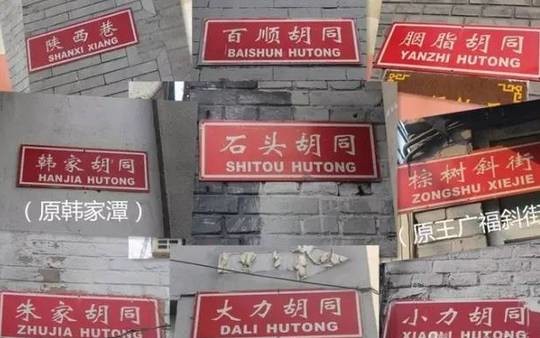 陕西巷
SHANXI XIANG
百顺胡同
BAISHUN HUTONG
胭脂胡同
YANZHI HUTONG
韩家胡同
HANJIA HUTONG
（原韩家潭）
石头胡同
SHITOU HUTONG
棕树斜街
ZONGSHU XIEJIE
（原王广福斜街
朱家胡同
ZHUJIA HUTONG
大力胡同
DALI HUTONG
小力胡同
XIAOLI HUTONG